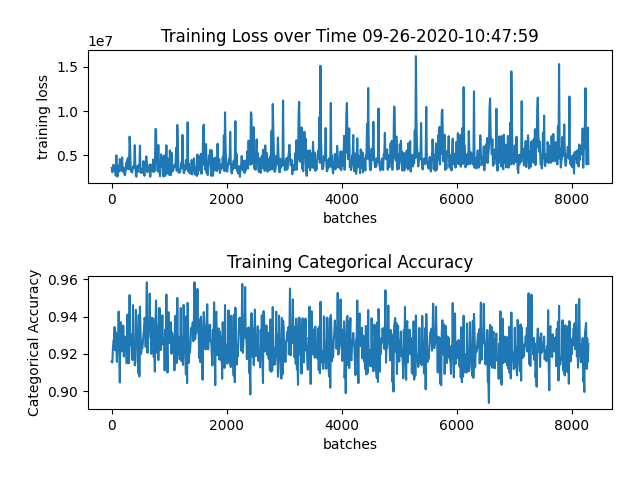 Training Loss over Time 09-26-2020-10:47:59
1e7
1.5
1.0
0.5
training loss
0 2000 4000 6000 8000
batches
Training Categorical Accuracy
0.96
0.94
0.92
0.90
Categorical Accuracy
0 2000 4000 6000 8000
batches